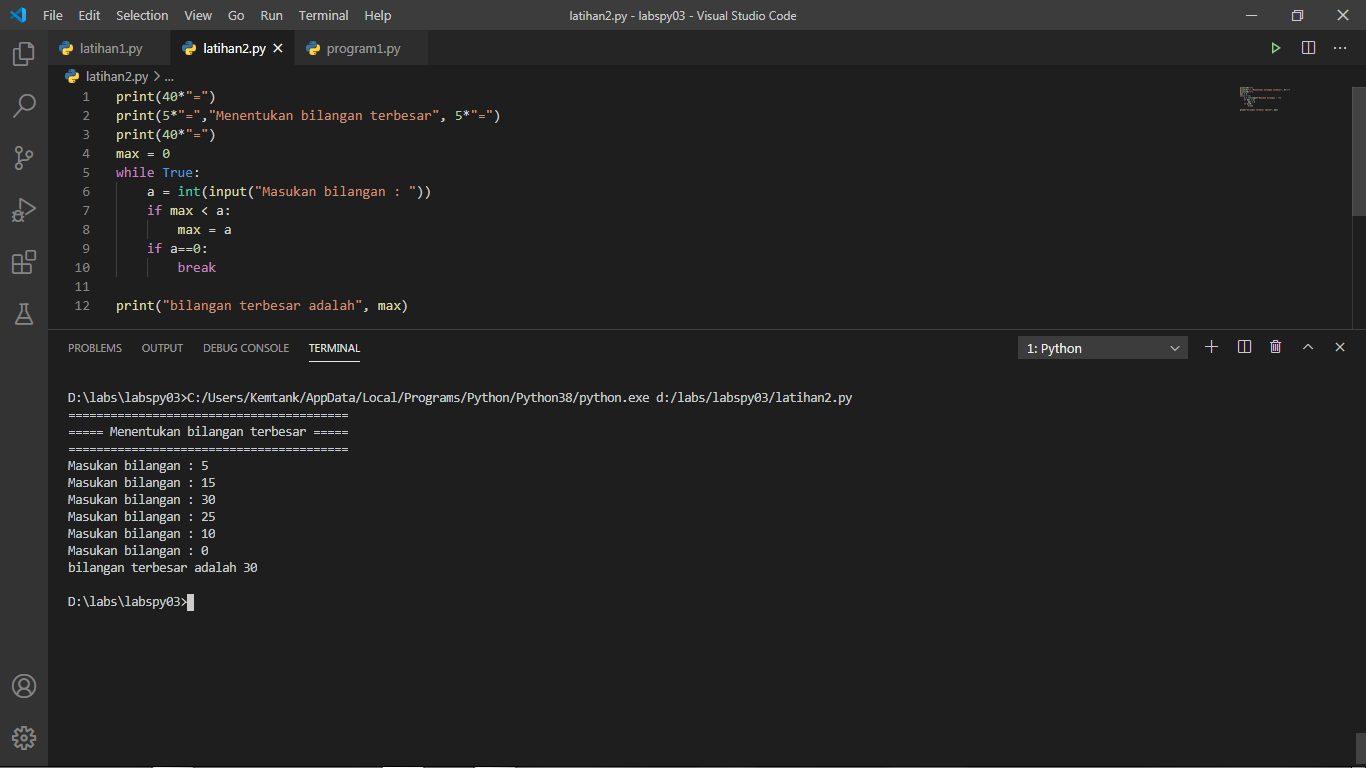 File Edit Selection View Go Run Terminal Help latihan2.py - labspy03 - Visual Studio Code
latihan1.py latihan2.py program1.py
latihan2.py > ...
1 print(40*"=")
2 print(5*"=","Menentukan bilangan terbesar", 5*"=")
3 print(40*"=")
4 max = 0
5 while True:
6 a = int(input("Masukan bilangan : "))
7 if max < a:
8 max = a
9 if a==0:
10 break
11
12 print("bilangan terbesar adalah", max)
PROBLEMS OUTPUT DEBUG CONSOLE TERMINAL 1: Python
D:\labs\labspy03>C:/Users/Kemtank/AppData/Local/Programs/Python/Python38/python.exe d:/labs/labspy03/latihan2.py
========================================
===== Menentukan bilangan terbesar =====
========================================
Masukan bilangan : 5
Masukan bilangan : 15
Masukan bilangan : 30
Masukan bilangan : 25
Masukan bilangan : 10
Masukan bilangan : 0
bilangan terbesar adalah 30
D:\labs\labspy03>